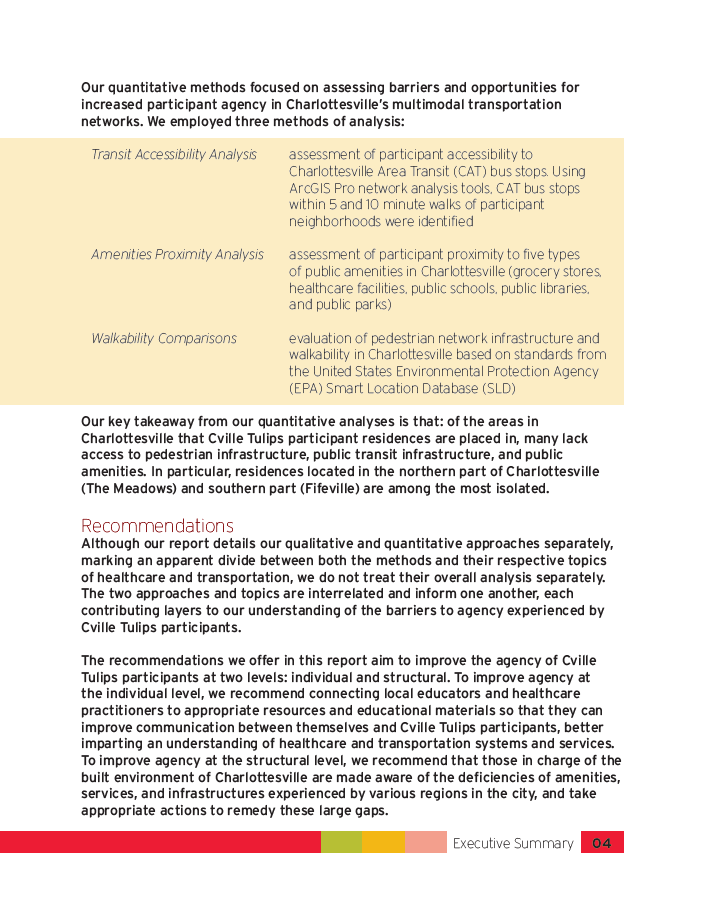 Our quantitative methods focused on assessing barriers and opportunities for
increased participant agency in Charlottesville's multimodal transportation
networks. We employed three methods of analysis:
Transit Accessibility Analysis
assessment of participant accessibility to
Charlottesville Area Transit (CAT) bus stops. Using
ArcGIS Pro network analysis tools, CAT bus stops
within 5 and 10 minute walks of participant
neighborhoods were identified
Amenities Proximity Analysis
assessment of participant proximity to five types
of public amenities in Charlottesville (grocery stores,
healthcare facilities, public schools, public libraries,
and public parks)
Walkability Comparisons
evaluation of pedestrian network infrastructure and
walkability in Charlottesville based on standards from
the United States Environmental Protection Agency
(EPA) Smart Location Database (SLD)
Our key takeaway from our quantitative analyses is that: of the areas in
Charlottesville that Cville Tulips participant residences are placed in, many lack
access to pedestrian infrastructure, public transit infrastructure, and public
amenities. In particular, residences located in the northern part of Charlottesville
(The Meadows) and southern part (Fifeville) are among the most isolated.
Recommendations
Although our report details our qualitative and quantitative approaches separately,
marking an apparent divide between both the methods and their respective topics
of healthcare and transportation, we do not treat their overall analysis separately.
The two approaches and topics are interrelated and inform one another, each
contributing layers to our understanding of the barriers to agency experienced by
Cville Tulips participants.
The recommendations we offer in this report aim to improve the agency of Cville
Tulips participants at two levels: individual and structural. To improve agency at
the individual level, we recommend connecting local educators and healthcare
practitioners to appropriate resources and educational materials so that they can
improve communication between themselves and Cville Tulips participants, better
imparting an understanding of healthcare and transportation systems and services.
To improve agency at the structural level, we recommend that those in charge of the
built environment of Charlottesville are made aware of the deficiencies of amenities,
services, and infrastructures experienced by various regions in the city, and take
appropriate actions to remedy these large gaps.
Executive Summary 04